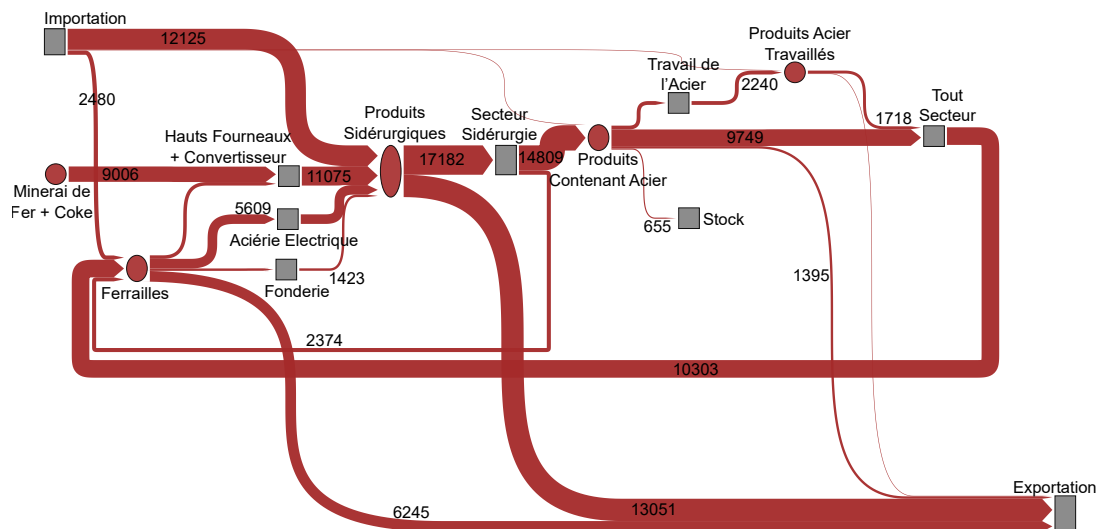 Importation
12125
2480
Minerai de
Fer + Coke
9006
Hauts Fourneaux
+ Convertisseur
11075
5609
Aciérie Electrique
Fonderie
1423
Ferrailles
Produits
Sidérurgiques
17182
Secteur
Sidérurgie
14809
Produits
Contenant Acier
Travail de
l'Acier
2240
Produits Acier
Travaillés
1718
Tout
Secteur
9749
655
Stock
1395
2374
10303
6245
13051
Exportation